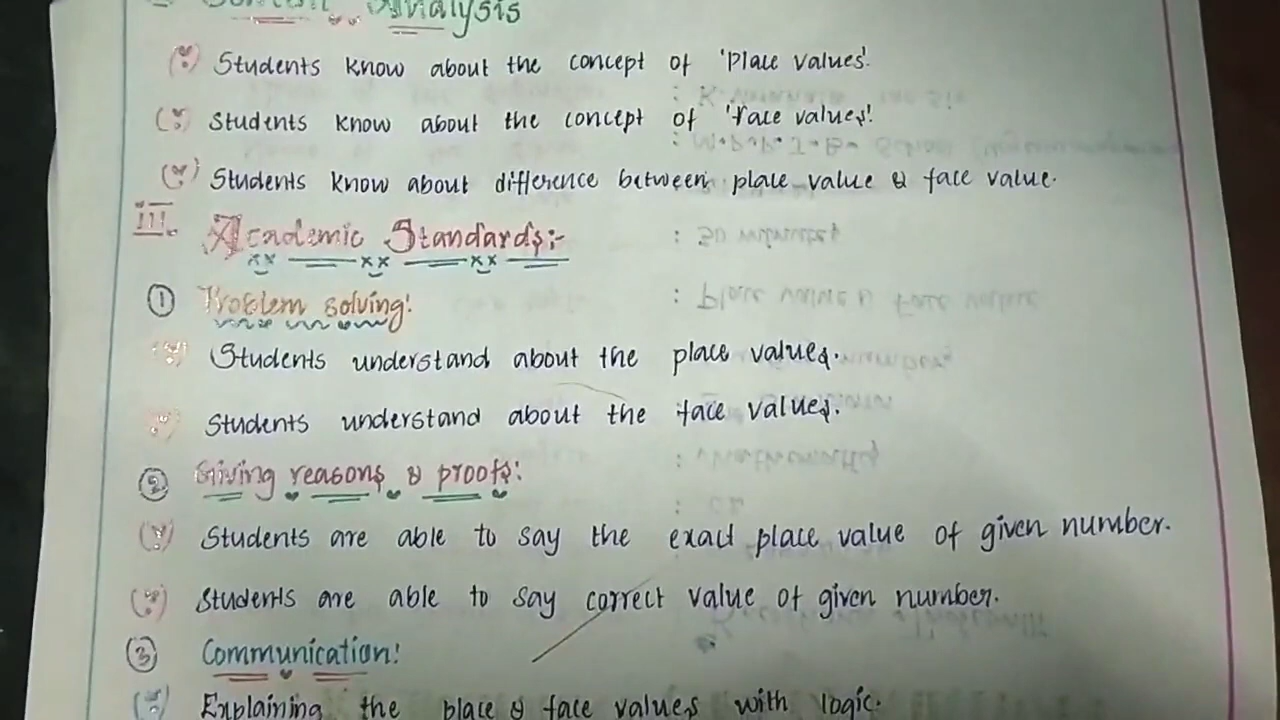 Content Analysis
Students know about the concept of 'Place values'.
Students know about the concept of 'face values'.
Students know about difference between place value & face value.
III. Academic Standards:-
① Problem solving:
Students understand about the place values.
Students understand about the face values.
② Giving reasons & proofs:
Students are able to say the exact place value of given number.
Students are able to say correct value of given number.
③ Communication:
Explaining the place & face values with logic.